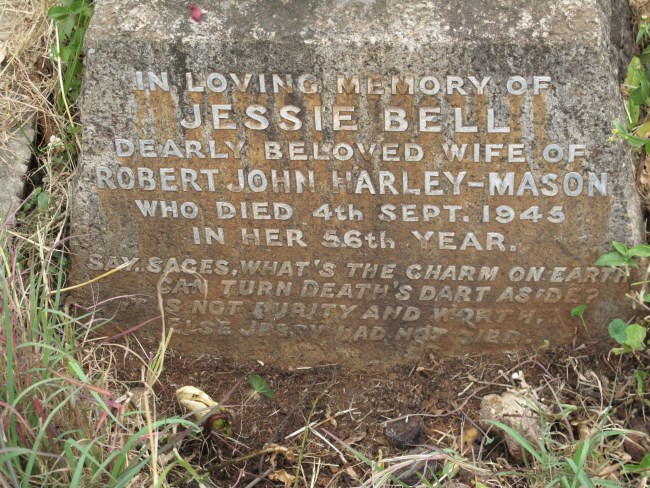 IN LOVING MEMORY OF
JESSIE BELL
DEARLY BELOVED WIFE OF
ROBERT JOHN HARLEY-MASON
WHO DIED 4th SEPT. 1945
IN HER 56th YEAR.
SAY, SAGES, WHAT'S THE CHARM ON EARTH
CAN TURN DEATH'S DART ASIDE?
IS NOT PURITY AND WORTH,
ELSE JESSY HAD NOT DIED